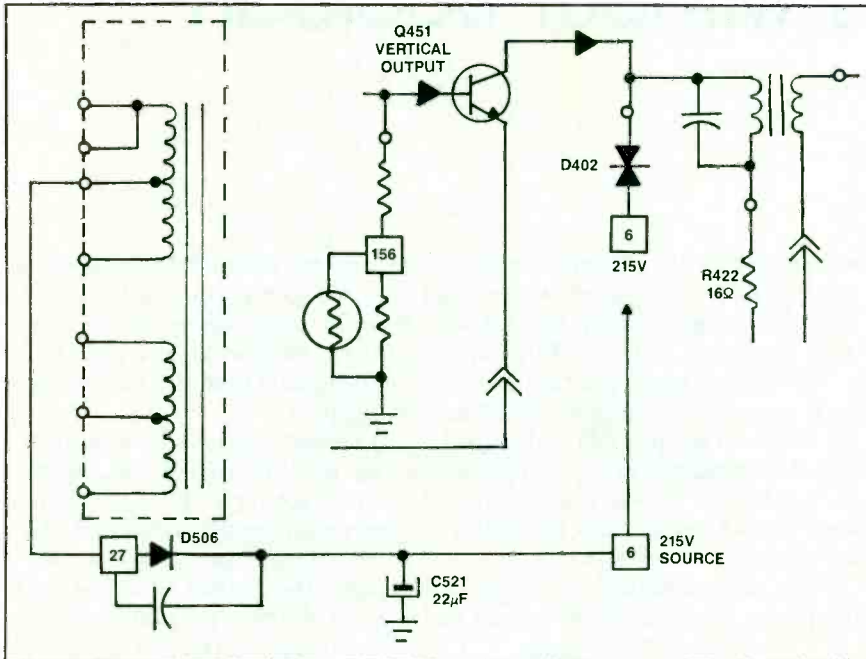 Q451
VERTICAL
OUTPUT
D402
6
215V
156
R422
16Ω
D506
27
6
215V
SOURCE
C521
22μF